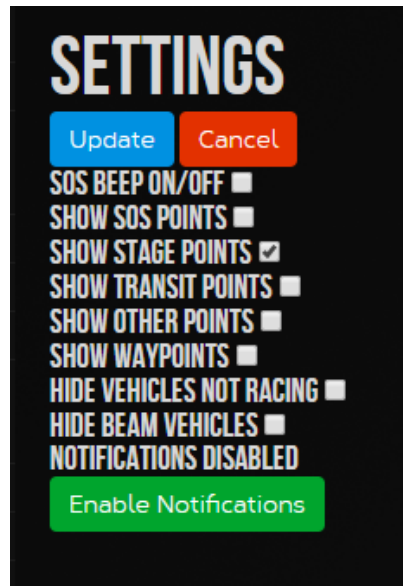 SETTINGS
Update Cancel
SOS BEEP ON/OFF
SHOW SOS POINTS
SHOW STAGE POINTS
SHOW TRANSIT POINTS
SHOW OTHER POINTS
SHOW WAYPOINTS
HIDE VEHICLES NOT RACING
HIDE BEAM VEHICLES
NOTIFICATIONS DISABLED
Enable Notifications